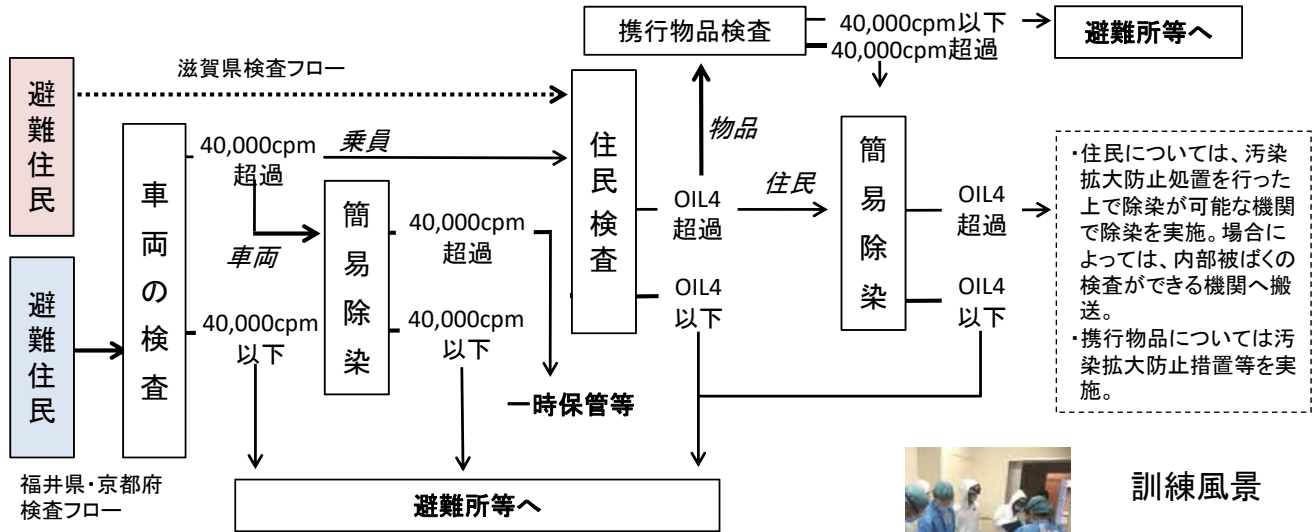 携行物品検査
40,000cpm以下
40,000cpm超過
避難所等へ
滋賀県検査フロー
避難住民
避難住民
福井県・京都府
検査フロー
車両の検査
40,000cpm
超過
乗員
車両
40,000cpm
以下
簡易除染
40,000cpm
超過
40,000cpm
以下
一時保管等
避難所等へ
住民検査
物品
OIL4
超過
住民
OIL4
以下
簡易除染
OIL4
超過
OIL4
以下
・住民については、汚染
拡大防止処置を行った
上で除染が可能な機関
で除染を実施。場合に
よっては、内部被ばくの
検査ができる機関へ搬
送。
・携行物品については汚
染拡大防止措置等を実
施。
訓練風景